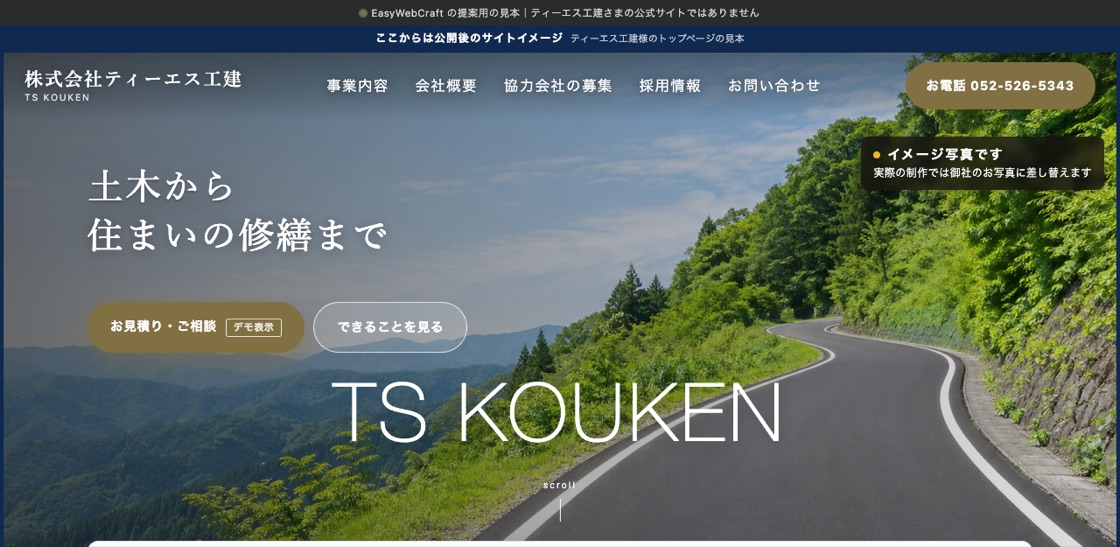 EasyWebCraft の提案用の見本｜ティーエス工建さまの公式サイトではありません
ここからは公開後のサイトイメージ ティーエス工建様のトップページの見本
株式会社ティーエス工建
TS KOUKEN
事業内容 会社概要 協力会社の募集 採用情報 お問い合わせ
お電話 052-526-5343
イメージ写真です
実際の制作では御社のお写真に差し替えます
土木から
住まいの修繕まで
お見積り・ご相談 デモ表示
できることを見る
TS KOUKEN
scroll